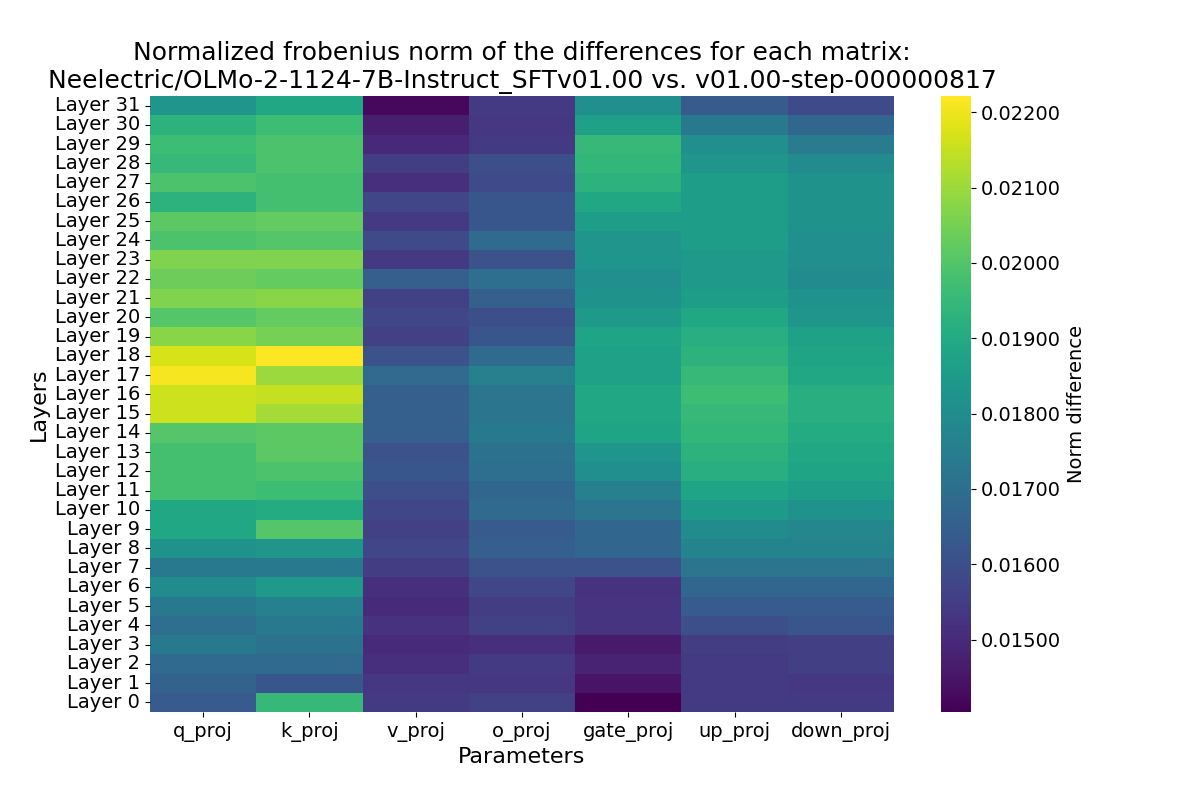 Normalized frobenius norm of the differences for each matrix:
Neelectric/OLMo-2-1124-7B-Instruct_SFTv01.00 vs. v01.00-step-000000817
Layers
Layer 31
Layer 30
Layer 29
Layer 28
Layer 27
Layer 26
Layer 25
Layer 24
Layer 23
Layer 22
Layer 21
Layer 20
Layer 19
Layer 18
Layer 17
Layer 16
Layer 15
Layer 14
Layer 13
Layer 12
Layer 11
Layer 10
Layer 9
Layer 8
Layer 7
Layer 6
Layer 5
Layer 4
Layer 3
Layer 2
Layer 1
Layer 0
q_proj k_proj v_proj o_proj gate_proj up_proj down_proj
Parameters
0.02200
0.02100
0.02000
0.01900
0.01800
0.01700
0.01600
0.01500
Norm difference